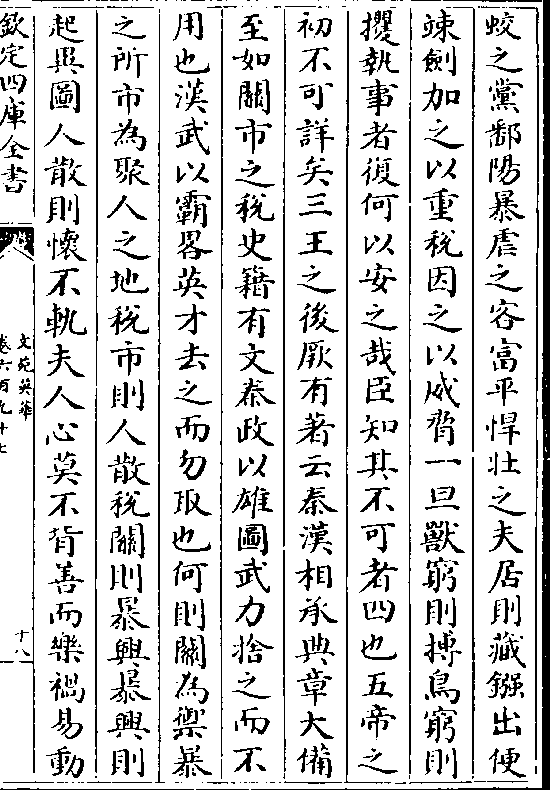 蛟之黨鄱陽暴虐之客富平悍壯之夫居則藏鏹出便
竦劍加之以重稅因之以威脅一旦獸窮則搏鳥窮則
攫執事者復何以安之哉臣知其不可者四也五帝之
初不可詳矣三王之後厥有著云秦漢相承典章大備
至如關市之稅史籍有文秦政以雄圖武力捨之而不
用也漢武以霸畧英才去之而勿取也何則關為禦暴
之所市為聚人之地稅市則人散稅關則暴興暴興則
起異圖人散則懷不軌夫人心莫不背善而樂禍易動
欽定四庫全書
文苑英華
卷六百九十七
十八